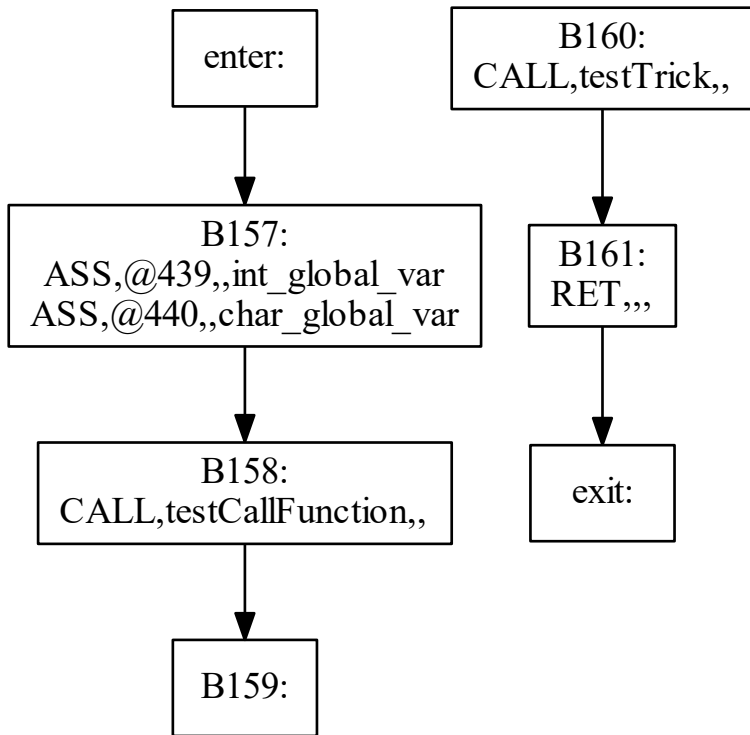 enter:
B157:
ASS,@439,,int_global_var
ASS,@440,,char_global_var
B158:
CALL,testCallFunction,,
B159:
B160:
CALL,testTrick,,
B161:
RET,,,
exit: